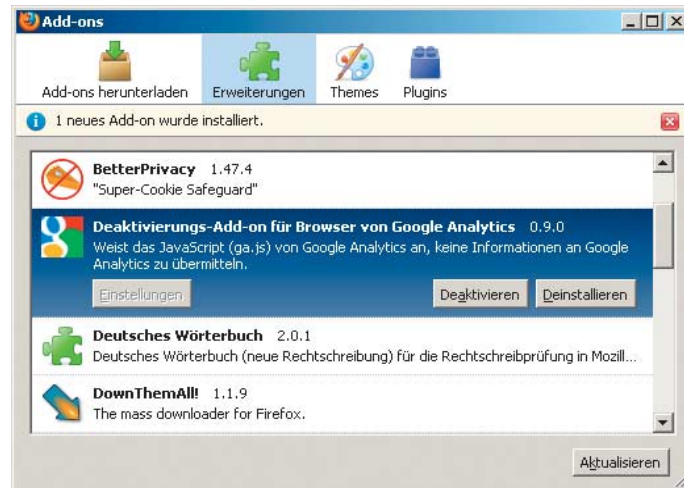 Add-ons
Add-ons herunterladen
Erweiterungen
Themes
Plugins
1 neues Add-on wurde installiert.
BetterPrivacy 1.47.4
"Super-Cookie Safeguard"
Deaktivierungs-Add-on für Browser von Google Analytics 0.9.0
Weist das JavaScript (ga.js) von Google Analytics an, keine Informationen an Google
Analytics zu übermitteln.
Einstellungen
Deaktivieren
Deinstallieren
Deutsches Wörterbuch 2.0.1
Deutsches Wörterbuch (neue Rechtschreibung) für die Rechtschreibprüfung in Mozill...
DownThemAll! 1.1.9
The mass downloader for Firefox.
Aktualisieren